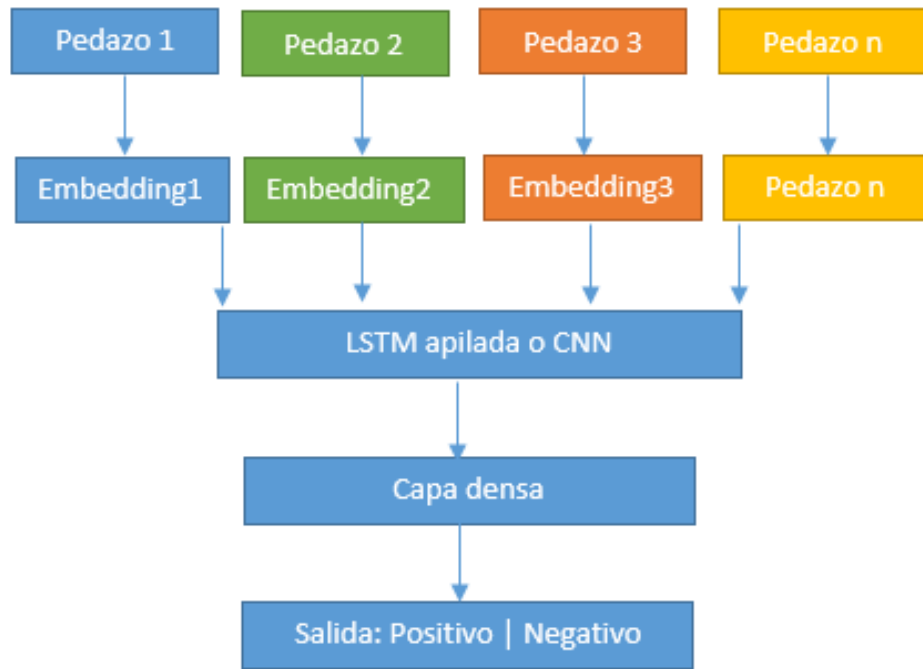 Pedazo 1
Pedazo 2
Pedazo 3
Pedazo n
Embedding1
Embedding2
Embedding3
Pedazo n
LSTM apilada o CNN
Capa densa
Salida: Positivo | Negativo